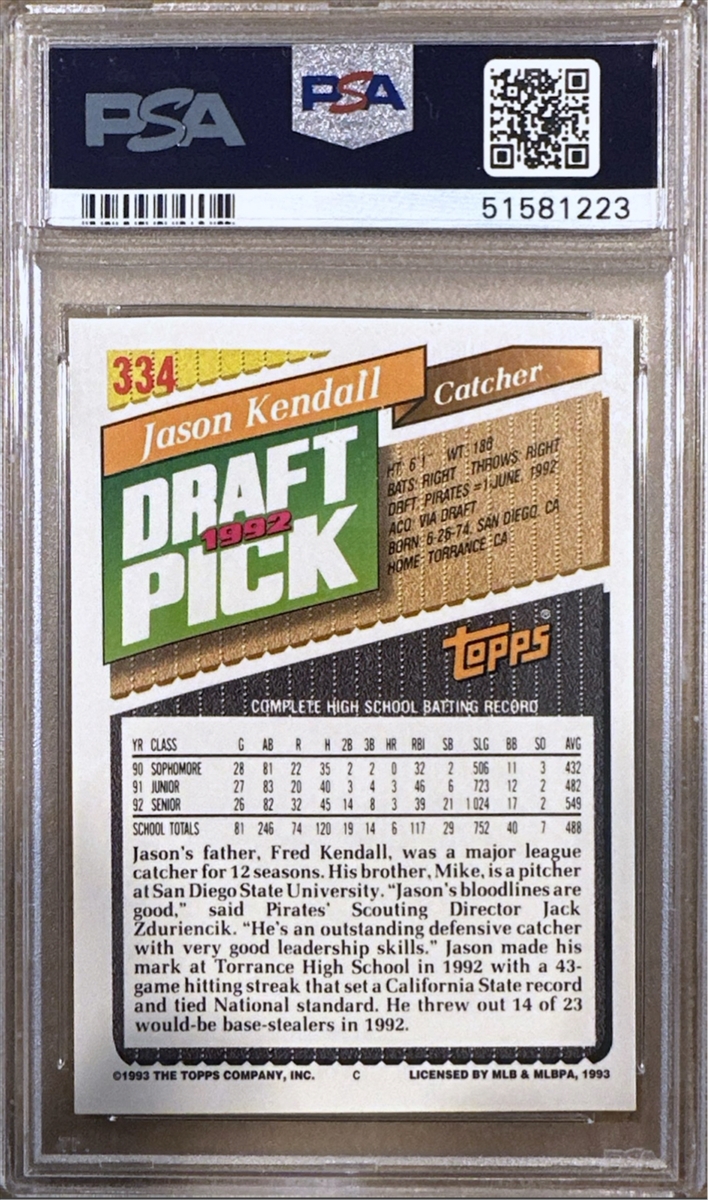 PSA PSA
51581223
334
Jason Kendall Catcher
DRAFT
1992
PICK
HT: 6'1" WT: 180
BATS: RIGHT THROWS: RIGHT
DRFT: PIRATES #1-JUNE, 1992
ACQ: VIA DRAFT
BORN: 6-26-74, SAN DIEGO, CA
HOME: TORRANCE, CA
TOPPS®
COMPLETE HIGH SCHOOL BATTING RECORD
YR CLASS G AB R H 2B 3B HR RBI SB SLG BB SO AVG
90 SOPHOMORE 28 81 22 35 2 2 0 32 2 506 11 3 432
91 JUNIOR 27 83 20 40 3 4 3 46 6 723 12 2 482
92 SENIOR 26 82 32 45 14 8 3 39 21 1024 17 2 549
SCHOOL TOTALS 81 246 74 120 19 14 6 117 29 752 40 7 488
Jason's father, Fred Kendall, was a major league
catcher for 12 seasons. His brother, Mike, is a pitcher
at San Diego State University. "Jason's bloodlines are
good," said Pirates' Scouting Director Jack
Zduriencik. "He's an outstanding defensive catcher
with very good leadership skills." Jason made his
mark at Torrance High School in 1992 with a 43-
game hitting streak that set a California State record
and tied National standard. He threw out 14 of 23
would-be base-stealers in 1992.
©1993 THE TOPPS COMPANY, INC. C LICENSED BY MLB & MLBPA, 1993
PSA